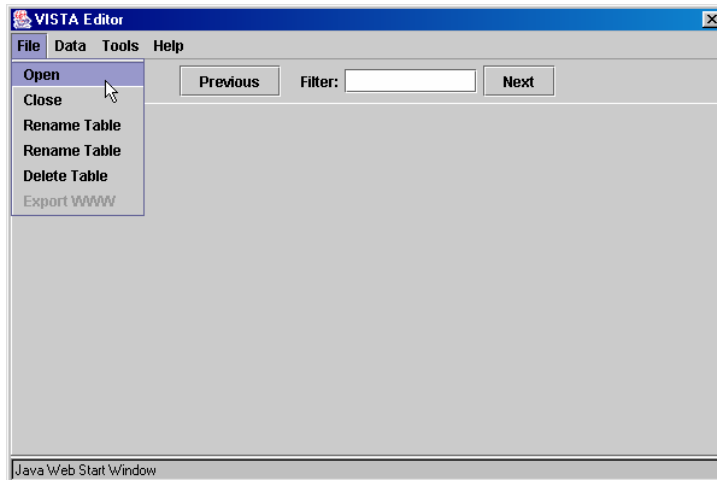 VISTA Editor
File Data Tools Help
Open
Previous Filter: Next
Close
Rename Table
Rename Table
Delete Table
Export WWW
Java Web Start Window